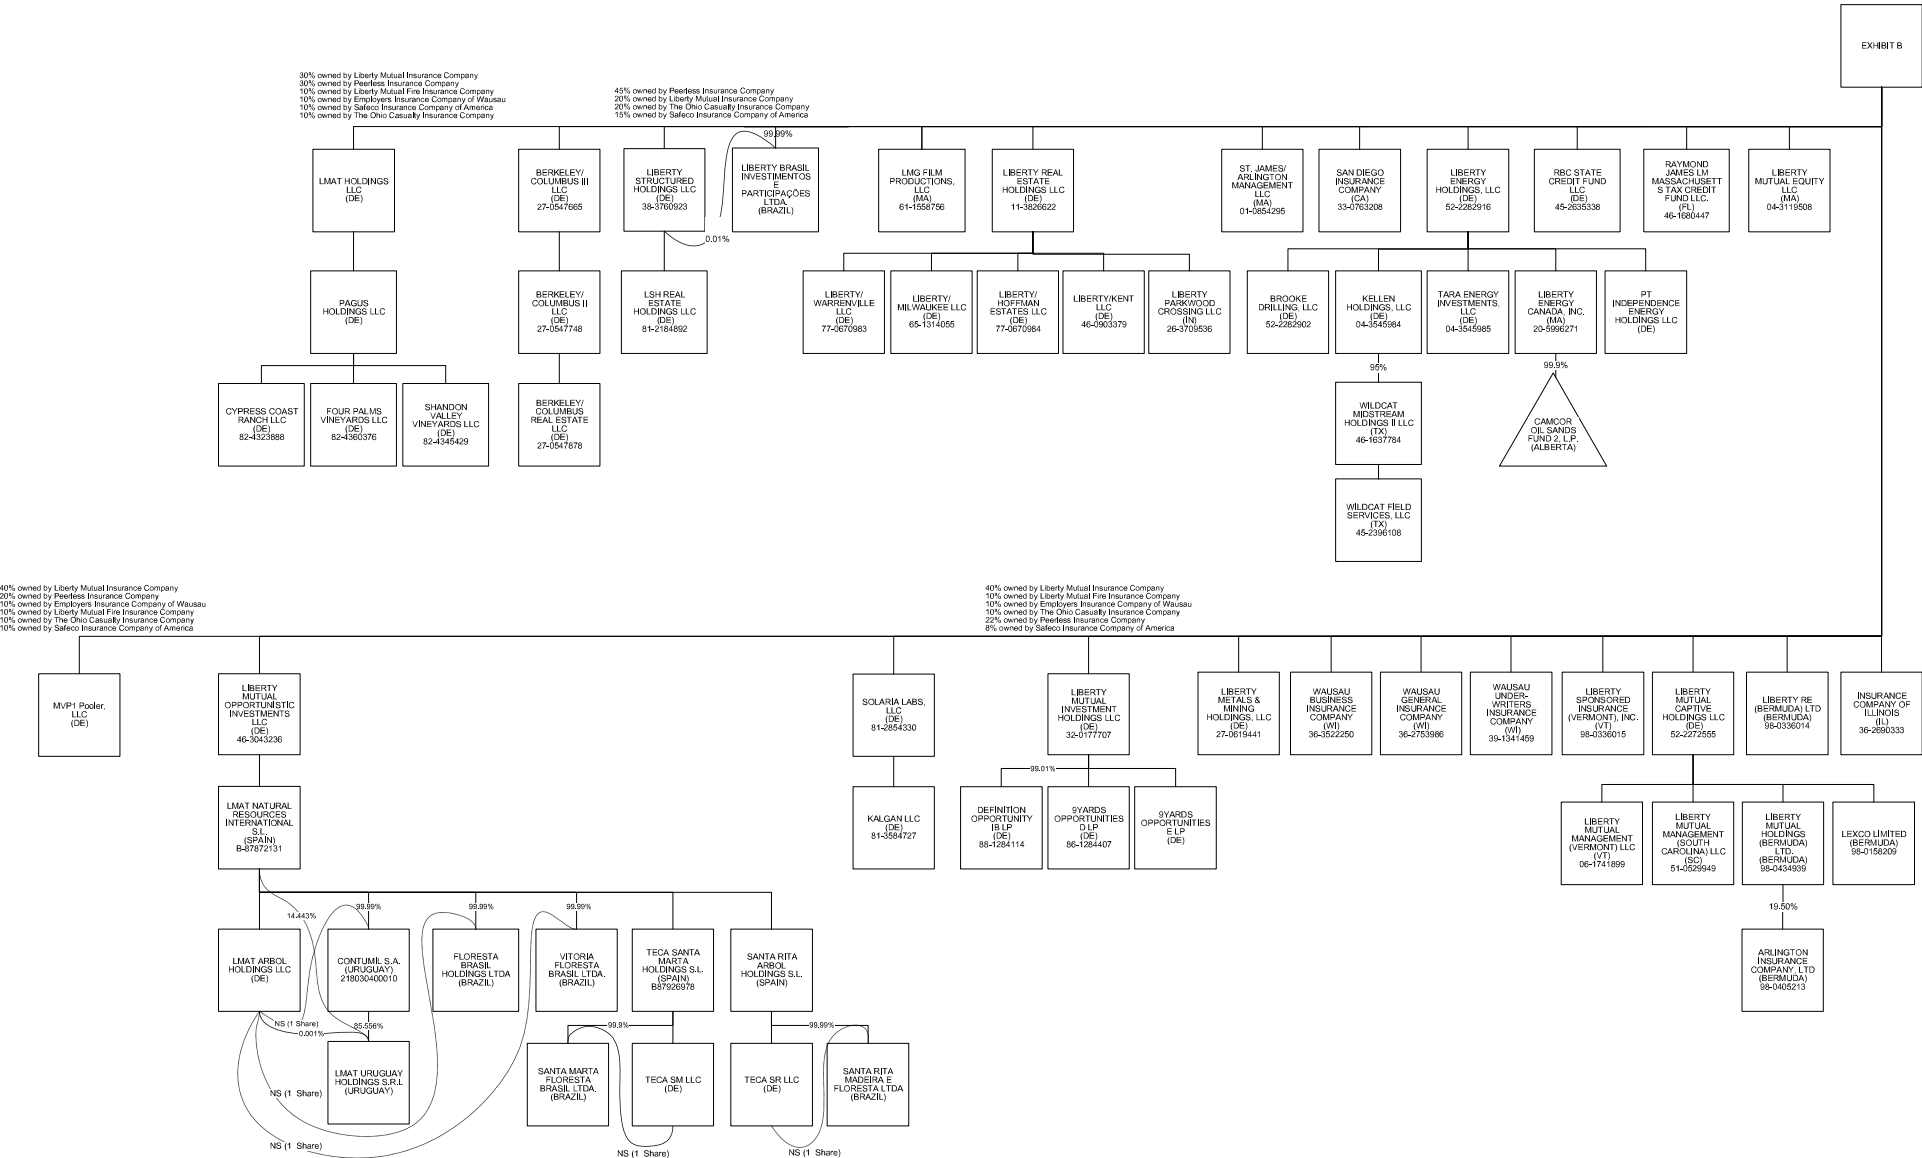 EXHIBIT B
30% owned by Liberty Mutual Insurance Company
30% owned by Peerless Insurance Company
10% owned by Liberty Mutual Fire Insurance Company
10% owned by Employers Insurance Company of Wausau
10% owned by Safeco Insurance Company of America
10% owned by The Ohio Casualty Insurance Company
45% owned by Peerless Insurance Company
20% owned by Liberty Mutual Insurance Company
20% owned by The Ohio Casualty Insurance Company
15% owned by Safeco Insurance Company of America
99.99%
LMAT HOLDINGS
LLC
(DE)
BERKELEY/
COLUMBUS III
LLC
(DE)
27-0547665
LIBERTY
STRUCTURED
HOLDINGS LLC
(DE)
38-3760923
LIBERTY BRASIL
INVESTIMENTOS
E
PARTICIPAÇÕES
LTDA.
(BRAZIL)
LMG FILM
PRODUCTIONS,
LLC
(MA)
61-1558756
LIBERTY REAL
ESTATE
HOLDINGS LLC
(DE)
11-3826622
ST. JAMES/
ARLINGTON
MANAGEMENT
LLC
(MA)
01-0854295
SAN DIEGO
INSURANCE
COMPANY
(CA)
33-0763208
LIBERTY
ENERGY
HOLDINGS, LLC
(DE)
52-2282916
RBC STATE
CREDIT FUND
LLC
(DE)
45-2635338
RAYMOND
JAMES LM
MASSACHUSETT
S TAX CREDIT
FUND LLC.
(FL)
46-1680447
LIBERTY
MUTUAL EQUITY
LLC
(MA)
04-3119508
0.01%
PAGUS
HOLDINGS LLC
(DE)
BERKELEY/
COLUMBUS II
LLC
(DE)
27-0547748
LSH REAL
ESTATE
HOLDINGS LLC
(DE)
81-2184892
LIBERTY/
WARRENVILLE
LLC
(DE)
77-0670983
LIBERTY/
MILWAUKEE LLC
(DE)
65-1314055
LIBERTY/
HOFFMAN
ESTATES LLC
(DE)
77-0670984
LIBERTY/KENT
LLC
(DE)
46-0903379
LIBERTY
PARKWOOD
CROSSING LLC
(IN)
26-3709536
BROOKE
DRILLING, LLC
(DE)
52-2282902
KELLEN
HOLDINGS, LLC
(DE)
04-3545984
TARA ENERGY
INVESTMENTS,
LLC
(DE)
04-3545985
LIBERTY
ENERGY
CANADA, INC.
(MA)
20-5996271
PT
INDEPENDENCE
ENERGY
HOLDINGS LLC
(DE)
95%
99.9%
CYPRESS COAST
RANCH LLC
(DE)
82-4323888
FOUR PALMS
VINEYARDS LLC
(DE)
82-4360376
SHANDON
VALLEY
VINEYARDS LLC
(DE)
82-4345429
BERKELEY/
COLUMBUS
REAL ESTATE
LLC
(DE)
27-0547878
WILDCAT
MIDSTREAM
HOLDINGS II LLC
(TX)
46-1637784
CAMCOR
OIL SANDS
FUND 2, L.P.
(ALBERTA)
WILDCAT FIELD
SERVICES, LLC
(TX)
45-2396108
40% owned by Liberty Mutual Insurance Company
20% owned by Peerless Insurance Company
10% owned by Employers Insurance Company of Wausau
10% owned by Liberty Mutual Fire Insurance Company
10% owned by The Ohio Casualty Insurance Company
10% owned by Safeco Insurance Company of America
40% owned by Liberty Mutual Insurance Company
10% owned by Liberty Mutual Fire Insurance Company
10% owned by Employers Insurance Company of Wausau
10% owned by The Ohio Casualty Insurance Company
22% owned by Peerless Insurance Company
8% owned by Safeco Insurance Company of America
MVP1 Pooler,
LLC
(DE)
LIBERTY
MUTUAL
OPPORTUNISTIC
INVESTMENTS
LLC
(DE)
46-3043236
SOLARIA LABS,
LLC
(DE)
81-2854330
LIBERTY
MUTUAL
INVESTMENT
HOLDINGS LLC
(DE)
32-0177707
LIBERTY
METALS &
MINING
HOLDINGS, LLC
(DE)
27-0619441
WAUSAU
BUSINESS
INSURANCE
COMPANY
(WI)
36-3522250
WAUSAU
GENERAL
INSURANCE
COMPANY
(WI)
36-2753986
WAUSAU
UNDER-
WRITERS
INSURANCE
COMPANY
(WI)
39-1341459
LIBERTY
SPONSORED
INSURANCE
(VERMONT), INC.
(VT)
98-0336015
LIBERTY
MUTUAL
CAPTIVE
HOLDINGS LLC
(DE)
52-2272555
LIBERTY RE
(BERMUDA) LTD
(BERMUDA)
98-0336014
INSURANCE
COMPANY OF
ILLINOIS
(IL)
36-2690333
99.01%
LMAT NATURAL
RESOURCES
INTERNATIONAL
S.L.
(SPAIN)
B-87872131
KALGAN LLC
(DE)
81-3584727
DEFINITION
OPPORTUNITY
IB LP
(DE)
88-1284114
9YARDS
OPPORTUNITIES
D LP
(DE)
86-1284407
9YARDS
OPPORTUNITIES
E LP
(DE)
LIBERTY
MUTUAL
MANAGEMENT
(VERMONT) LLC
(VT)
06-1741899
LIBERTY
MUTUAL
MANAGEMENT
(SOUTH
CAROLINA) LLC
(SC)
51-0529949
LIBERTY
MUTUAL
HOLDINGS
(BERMUDA)
LTD.
(BERMUDA)
98-0434939
LEXCO LIMITED
(BERMUDA)
98-0158209
14.443%
99.99%
99.99%
99.99%
19.50%
LMAT ARBOL
HOLDINGS LLC
(DE)
CONTUMIL S.A.
(URUGUAY)
218030400010
FLORESTA
BRASIL
HOLDINGS LTDA
(BRAZIL)
VITORIA
FLORESTA
BRASIL LTDA.
(BRAZIL)
TECA SANTA
MARTA
HOLDINGS S.L.
(SPAIN)
B87926978
SANTA RITA
ARBOL
HOLDINGS S.L.
(SPAIN)
ARLINGTON
INSURANCE
COMPANY, LTD
(BERMUDA)
98-0405213
NS (1 Share)
85.556%
0.001%
99.9%
99.99%
LMAT URUGUAY
HOLDINGS S.R.L
(URUGUAY)
SANTA MARTA
FLORESTA
BRASIL LTDA.
(BRAZIL)
TECA SM LLC
(DE)
TECA SR LLC
(DE)
SANTA RITA
MADEIRA E
FLORESTA LTDA
(BRAZIL)
NS (1 Share)
NS (1 Share)
NS (1 Share)
NS (1 Share)